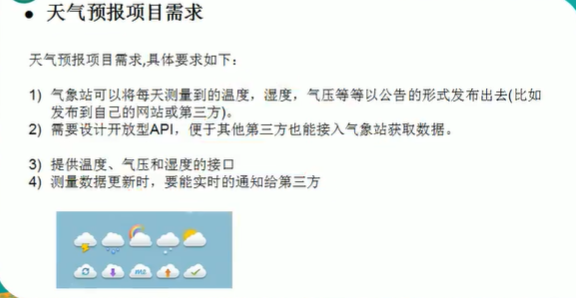 天气预报项目需求
天气预报项目需求,具体要求如下：
1) 气象站可以将每天测量到的温度，湿度，气压等等以公告的形式发布出去(比如
发布到自己的网站或第三方)。
2) 需要设计开放型API，便于其他第三方也能接入气象站获取数据。
3) 提供温度、气压和湿度的接口
4) 测量数据更新时，要能实时的通知给第三方
ME